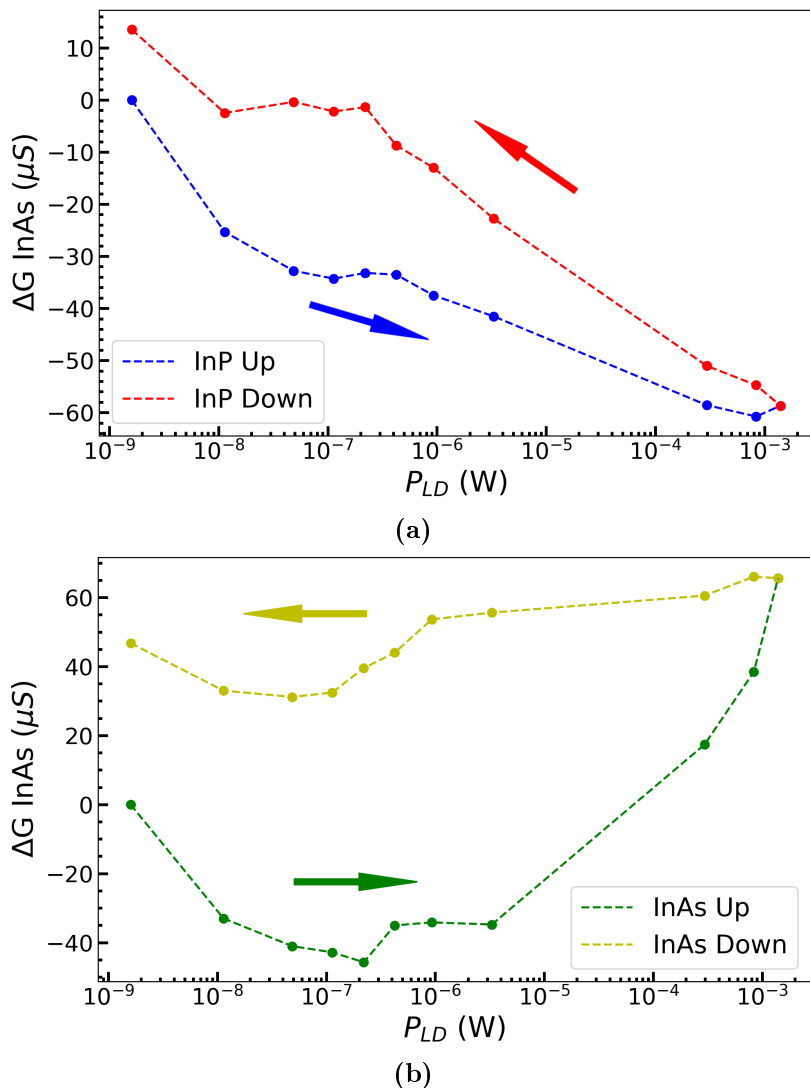 10
0
−10
−20
−30
−40
−50
−60
ΔG InAs (μS)
InP Up
InP Down
10⁻⁹ 10⁻⁸ 10⁻⁷ 10⁻⁶ 10⁻⁵ 10⁻⁴ 10⁻³
P_LD (W)
(a)
60
40
20
0
−20
−40
ΔG InAs (μS)
InAs Up
InAs Down
10⁻⁹ 10⁻⁸ 10⁻⁷ 10⁻⁶ 10⁻⁵ 10⁻⁴ 10⁻³
P_LD (W)
(b)